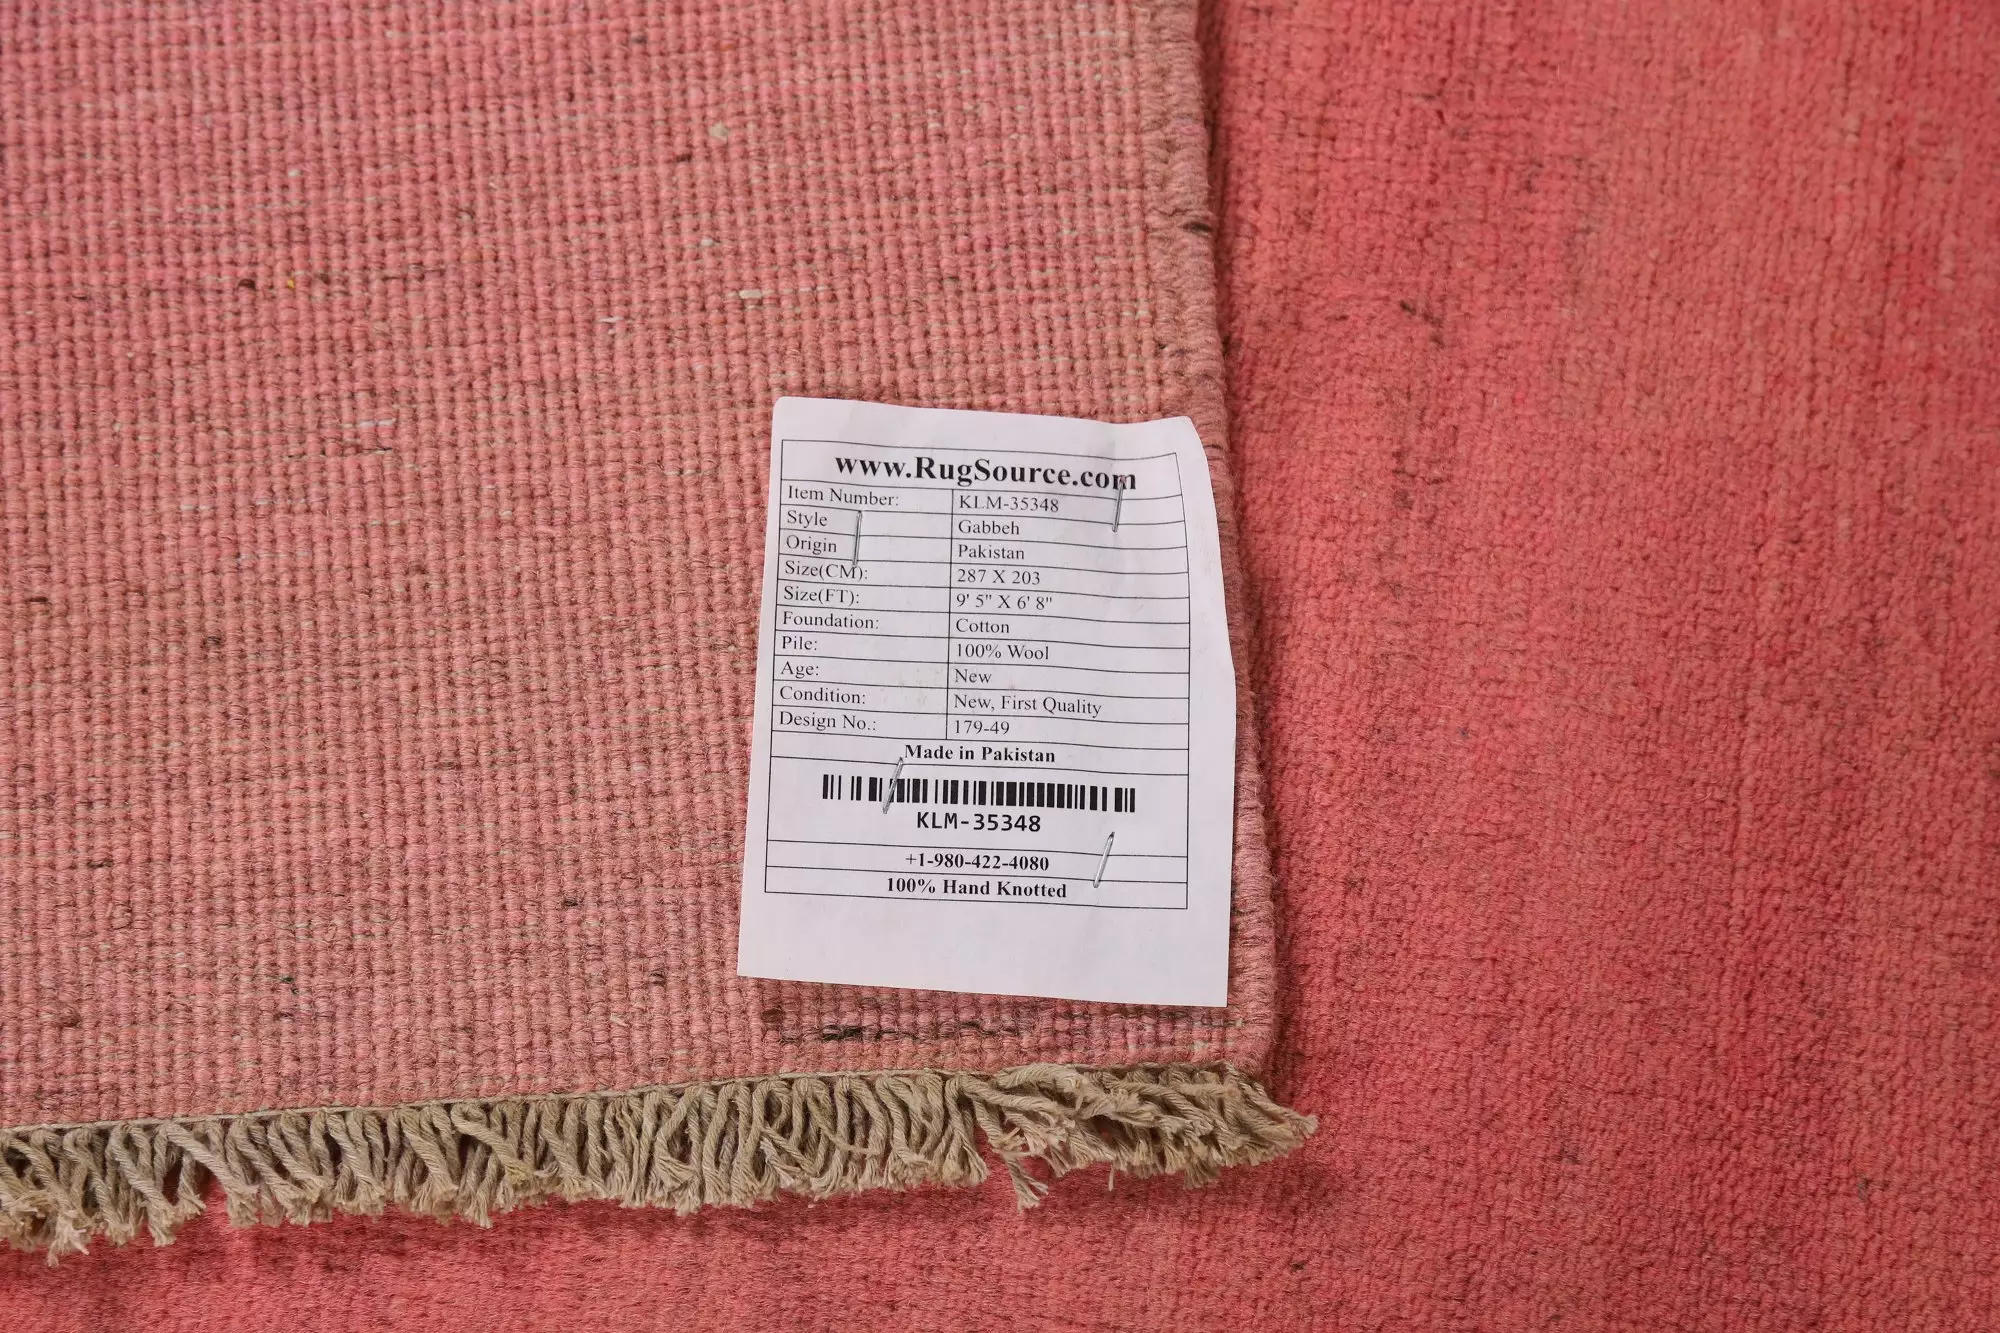 www.RugSource.com
Item Number: KLM-35348
Style Gabbeh
Origin Pakistan
Size(CM): 287 X 203
Size(FT): 9' 5" X 6' 8"
Foundation: Cotton
Pile: 100% Wool
Age: New
Condition: New, First Quality
Design No.: 179-49
Made in Pakistan
KLM-35348
+1-980-422-4080
100% Hand Knotted